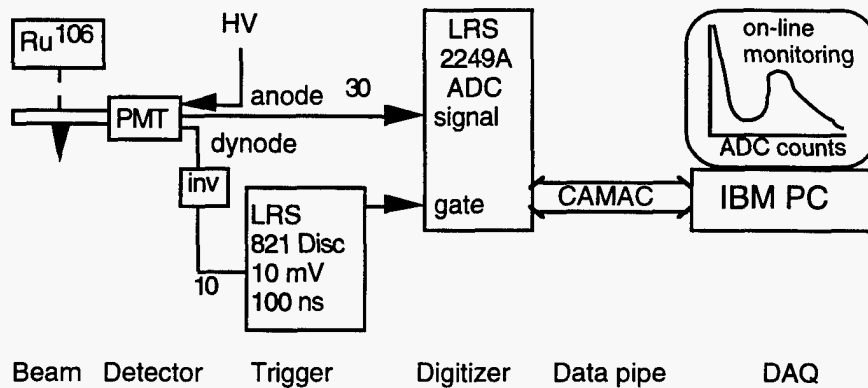 Ru106
HV
anode
30
PMT
dynode
inv
10
LRS
821 Disc
10 mV
100 ns
LRS
2249A
ADC
signal
gate
CAMAC
on-line
monitoring
ADC counts
IBM PC
Beam Detector Trigger Digitizer Data pipe DAQ